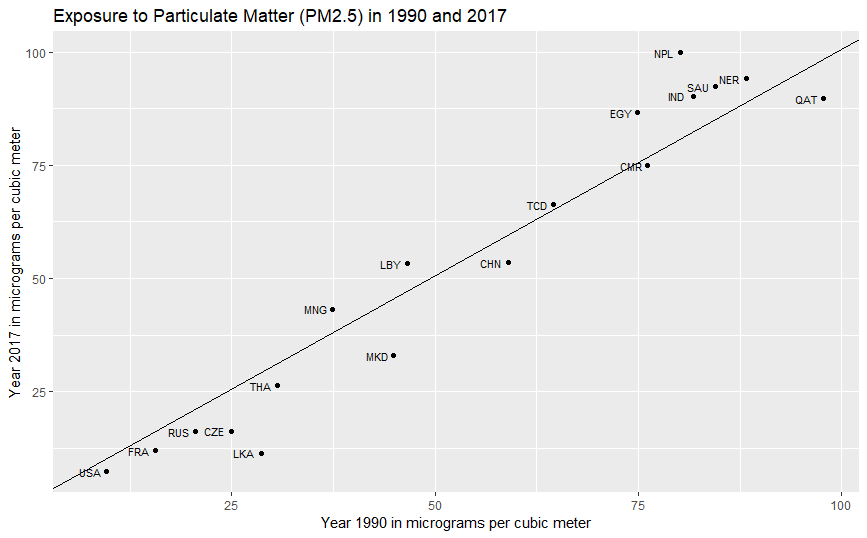 Exposure to Particulate Matter (PM2.5) in 1990 and 2017
Year 2017 in micrograms per cubic meter
100
75
50
25
NPL
NER
SAU
IND
QAT
EGY
CMR
TCD
LBY
CHN
MNG
MKD
THA
RUS
CZE
FRA
LKA
USA
25
50
75
100
Year 1990 in micrograms per cubic meter